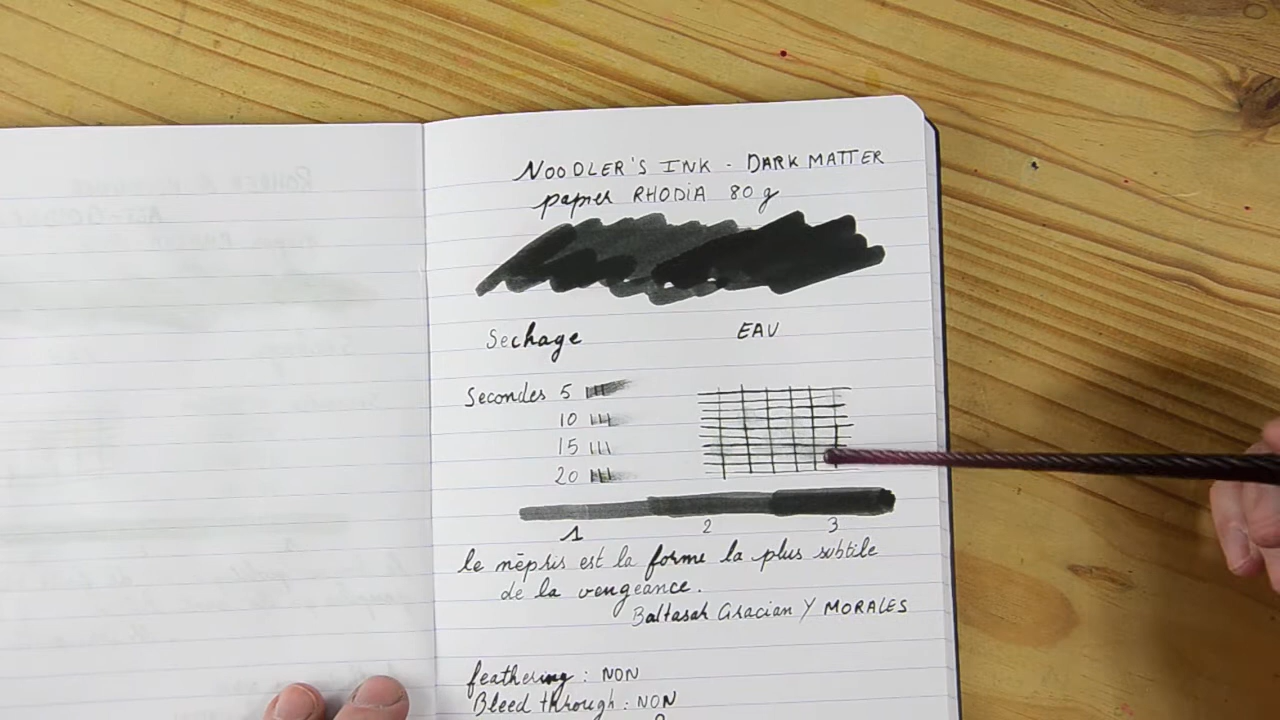 NOODLER'S INK - DARK MATTER
papier RHODIA 80 g
Sechage
EAU
Secondes 5
10
15
20
1 2 3
le mépris est la forme la plus subtile
de la vengeance.
Baltasar Gracian Y MORALES
feathering : NON
Bleed through : NON